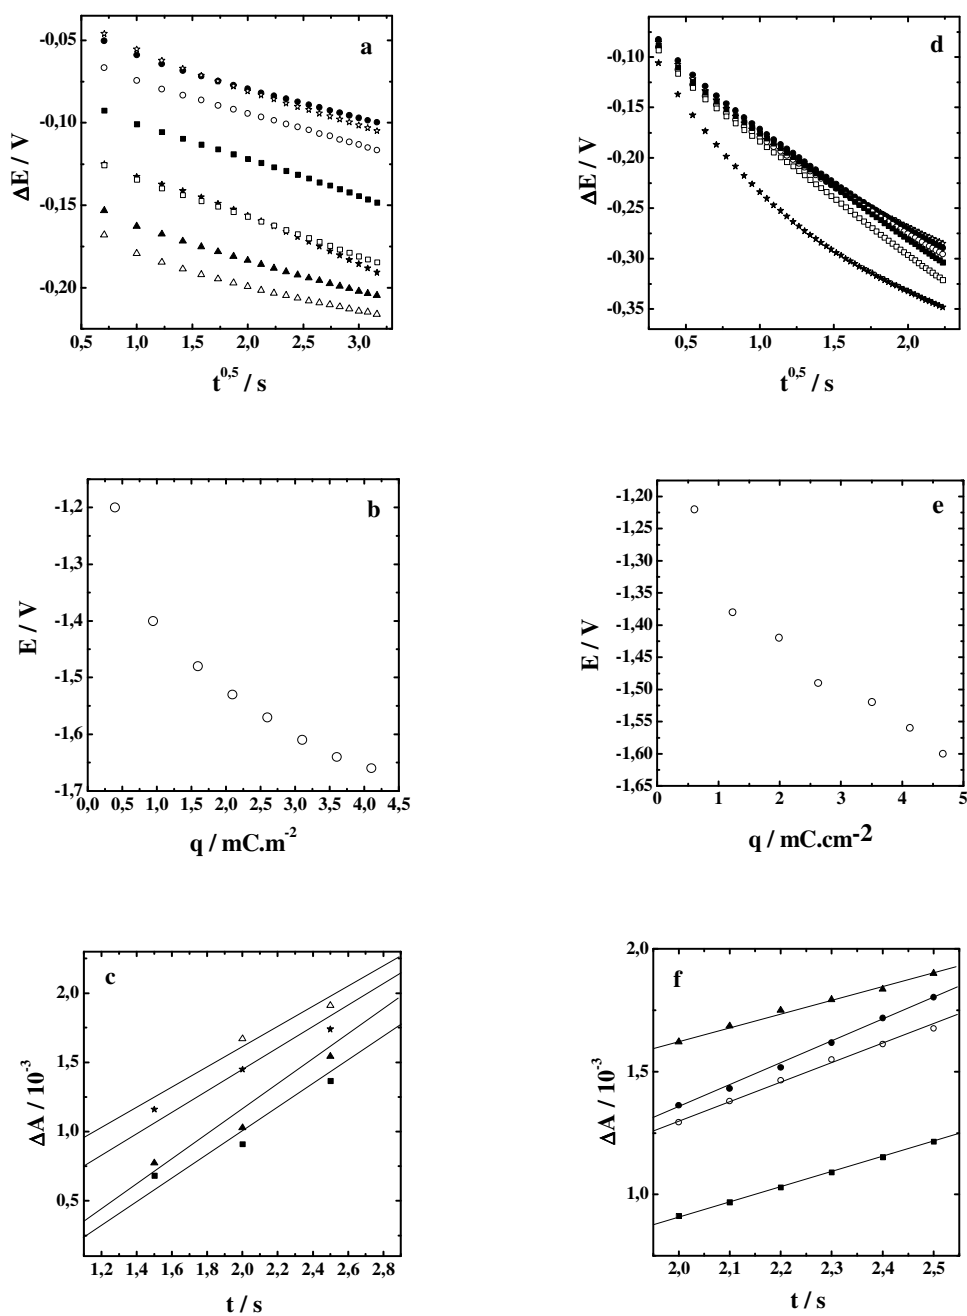 a
-0,05
-0,10
-0,15
-0,20
ΔE / V
0,5 1,0 1,5 2,0 2,5 3,0
t^0,5 / s
d
-0,10
-0,15
-0,20
-0,25
-0,30
-0,35
ΔE / V
0,5 1,0 1,5 2,0
t^0,5 / s
b
-1,2
-1,3
-1,4
-1,5
-1,6
-1,7
E / V
0,0 0,5 1,0 1,5 2,0 2,5 3,0 3,5 4,0 4,5
q / mC.m^-2
e
-1,20
-1,25
-1,30
-1,35
-1,40
-1,45
-1,50
-1,55
-1,60
-1,65
E / V
0 1 2 3 4 5
q / mC.cm^-2
c
2,0
1,5
1,0
0,5
ΔA / 10^-3
1,2 1,4 1,6 1,8 2,0 2,2 2,4 2,6 2,8
t / s
f
2,0
1,5
1,0
ΔA / 10^-3
2,0 2,1 2,2 2,3 2,4 2,5
t / s